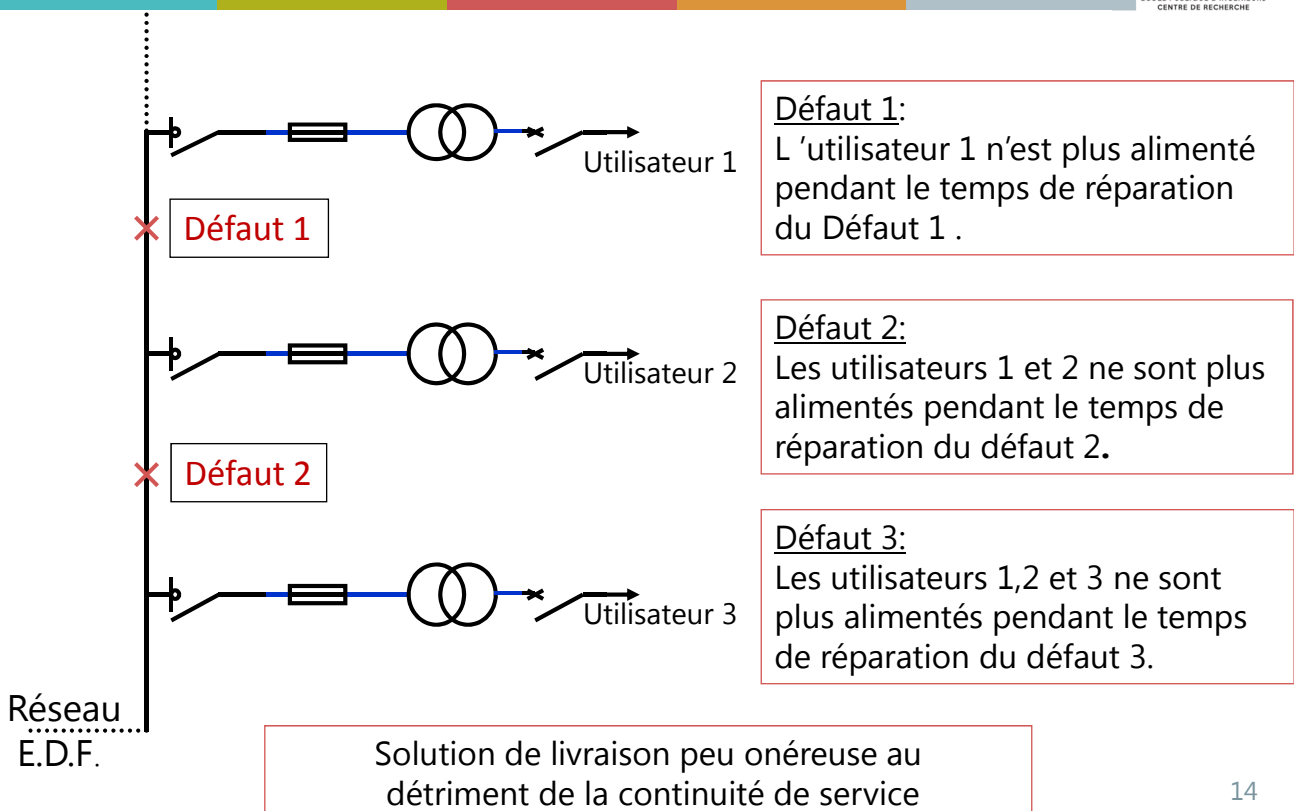 CENTRE DE RECHERCHE
Utilisateur 1
Défaut 1
Utilisateur 2
Défaut 2
Utilisateur 3
Réseau
E.D.F.
Défaut 1:
L ’utilisateur 1 n’est plus alimenté
pendant le temps de réparation
du Défaut 1 .
Défaut 2:
Les utilisateurs 1 et 2 ne sont plus
alimentés pendant le temps de
réparation du défaut 2.
Défaut 3:
Les utilisateurs 1,2 et 3 ne sont
plus alimentés pendant le temps
de réparation du défaut 3.
Solution de livraison peu onéreuse au
détriment de la continuité de service
14